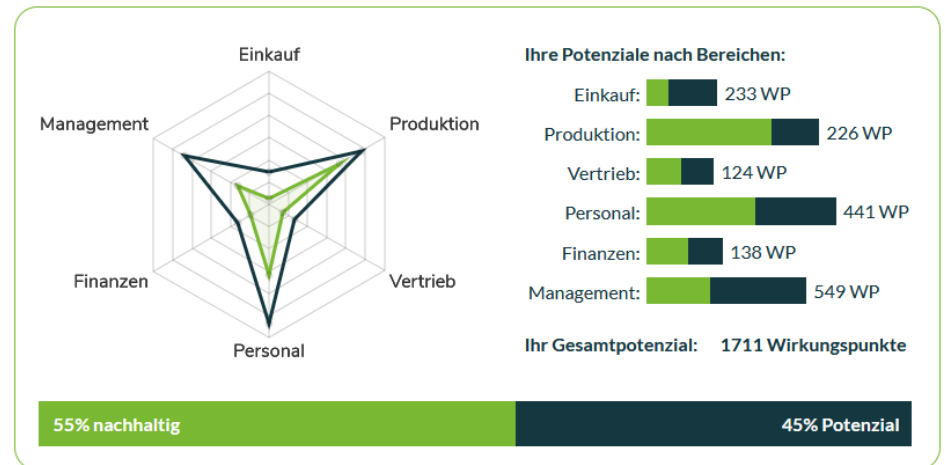 Einkauf
Management
Produktion
Finanzen
Vertrieb
Personal
Ihre Potenziale nach Bereichen:
Einkauf: 233 WP
Produktion: 226 WP
Vertrieb: 124 WP
Personal: 441 WP
Finanzen: 138 WP
Management: 549 WP
Ihr Gesamtpotenzial: 1711 Wirkungspunkte
55% nachhaltig 45% Potenzial